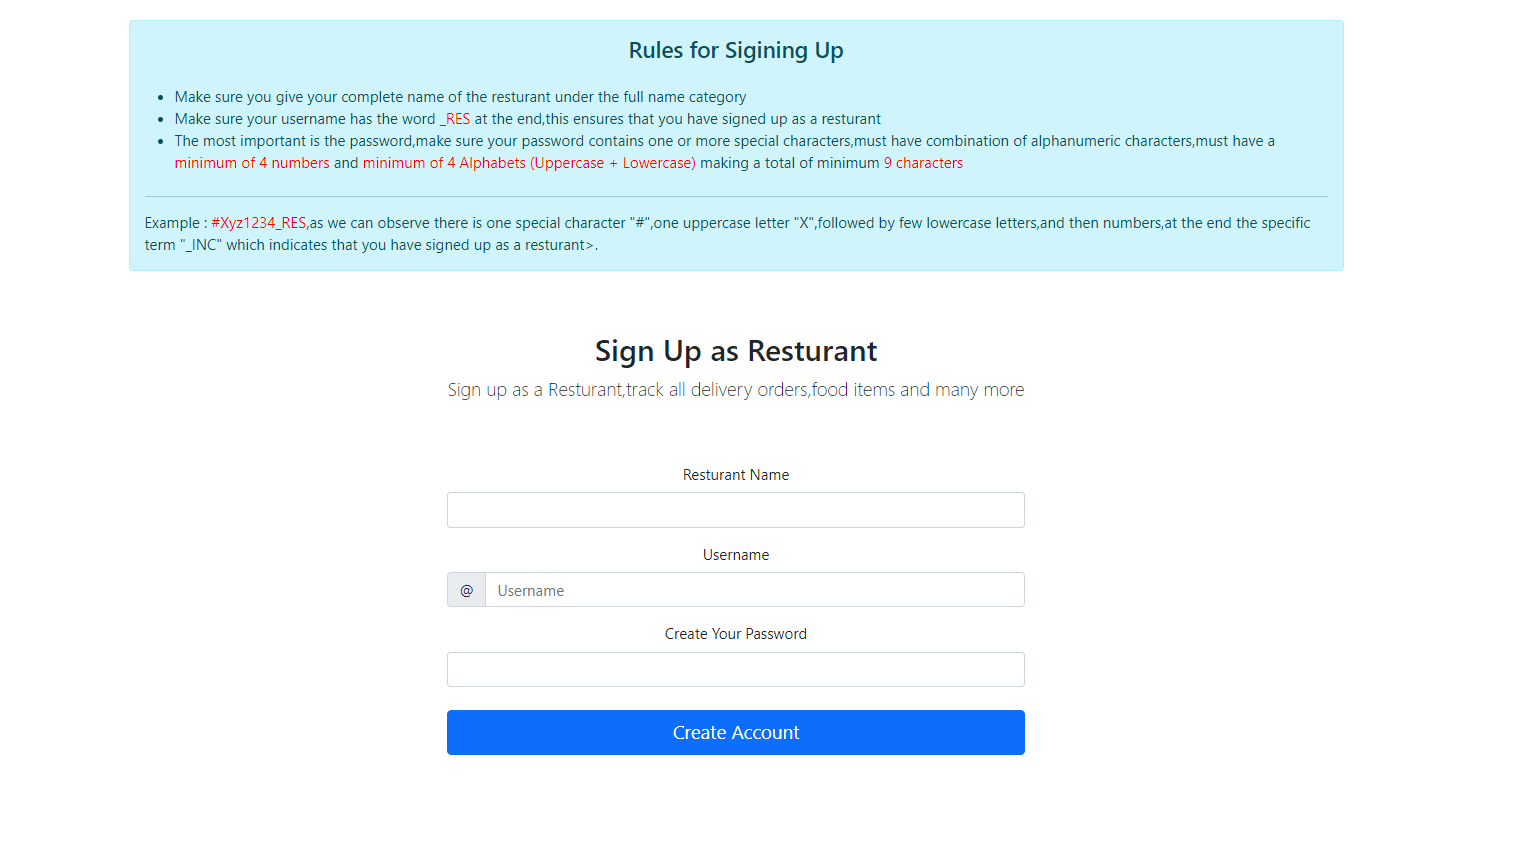 Rules for Sigining Up
Make sure you give your complete name of the resturant under the full name category
Make sure your username has the word _RES at the end,this ensures that you have signed up as a resturant
The most important is the password,make sure your password contains one or more special characters,must have combination of alphanumeric characters,must have a
minimum of 4 numbers and minimum of 4 Alphabets (Uppercase + Lowercase) making a total of minimum 9 characters
Example : #Xyz1234_RES,as we can observe there is one special character "#",one uppercase letter "X",followed by few lowercase letters,and then numbers,at the end the specific
term "_INC" which indicates that you have signed up as a resturant>.
Sign Up as Resturant
Sign up as a Resturant,track all delivery orders,food items and many more
Resturant Name
Username
@ Username
Create Your Password
Create Account